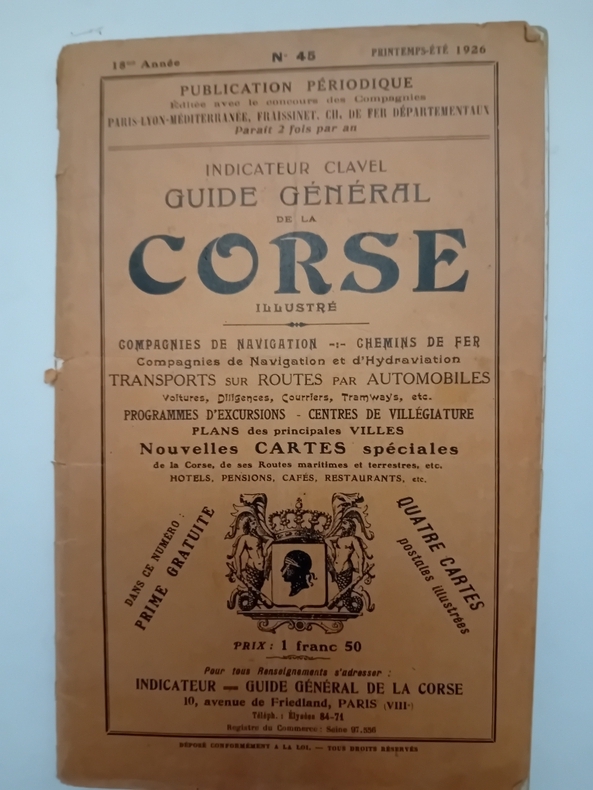 18me Année
N° 45
PRINTEMPS-ÉTÉ 1926
PUBLICATION PÉRIODIQUE
Éditée avec le concours des Compagnies
PARIS-LYON-MÉDITERRANÉE, FRAISSINET, CH. DE FER DÉPARTEMENTAUX
Paraît 2 fois par an
INDICATEUR CLAVEL
GUIDE GÉNÉRAL
DE LA
CORSE
ILLUSTRÉ
COMPAGNIES DE NAVIGATION -:- CHEMINS DE FER
Compagnies de Navigation et d'Hydraviation
TRANSPORTS SUR ROUTES PAR AUTOMOBILES
Voitures, Diligences, Courriers, Tramways, etc.
PROGRAMMES D'EXCURSIONS - CENTRES DE VILLÉGIATURE
PLANS des principales VILLES
Nouvelles CARTES spéciales
de la Corse, de ses Routes maritimes et terrestres, etc.
HOTELS, PENSIONS, CAFÉS, RESTAURANTS, etc.
DANS CE NUMÉRO :
PRIME GRATUITE
QUATRE CARTES
postales illustrées
PRIX : 1 franc 50
Pour tous Renseignements s'adresser :
INDICATEUR — GUIDE GÉNÉRAL DE LA CORSE
10, avenue de Friedland, PARIS (VIIIe)
Téléph. : Élysées 84-71
Registre du Commerce : Seine 97.556
DÉPOSÉ CONFORMÉMENT A LA LOI. — TOUS DROITS RÉSERVÉS